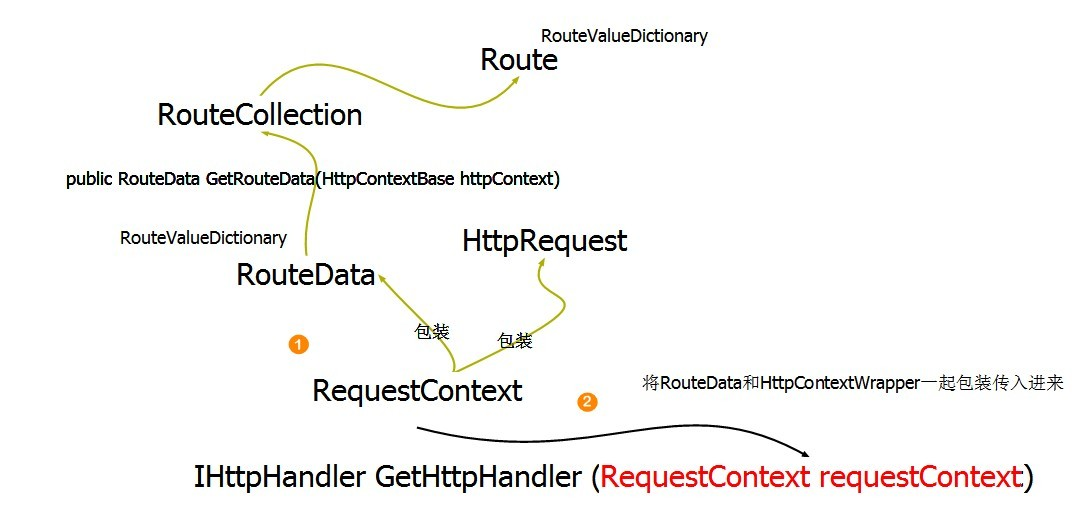 RouteValueDictionary
Route
RouteCollection
public RouteData GetRouteData(HttpContextBase httpContext)
RouteValueDictionary
HttpRequest
RouteData
包装
包装
1
RequestContext
将RouteData和HttpContextWrapper一起包装传入进来
2
IHttpHandler GetHttpHandler (RequestContext requestContext)